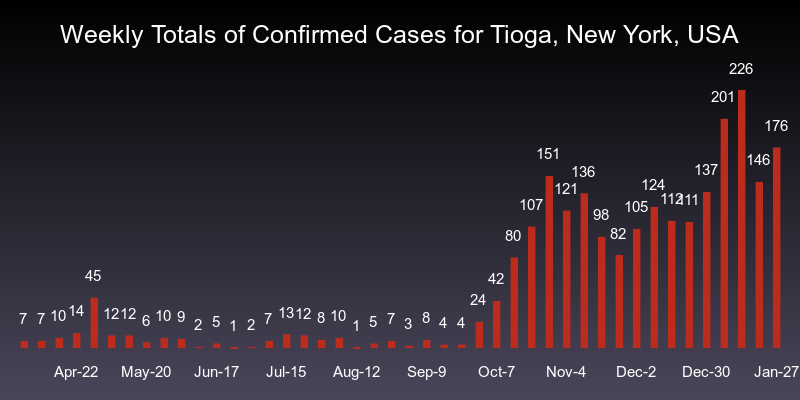 Weekly Totals of Confirmed Cases for Tioga, New York, USA
7 7 10 14 45 12 12 6 10 9 2 5 1 2 7 13 12 8 10 1 5 7 3 8 4 4 24 42 80 107 151 121 136 98 82 105 124 112 111 137 201 226 146 176
Apr-22 May-20 Jun-17 Jul-15 Aug-12 Sep-9 Oct-7 Nov-4 Dec-2 Dec-30 Jan-27